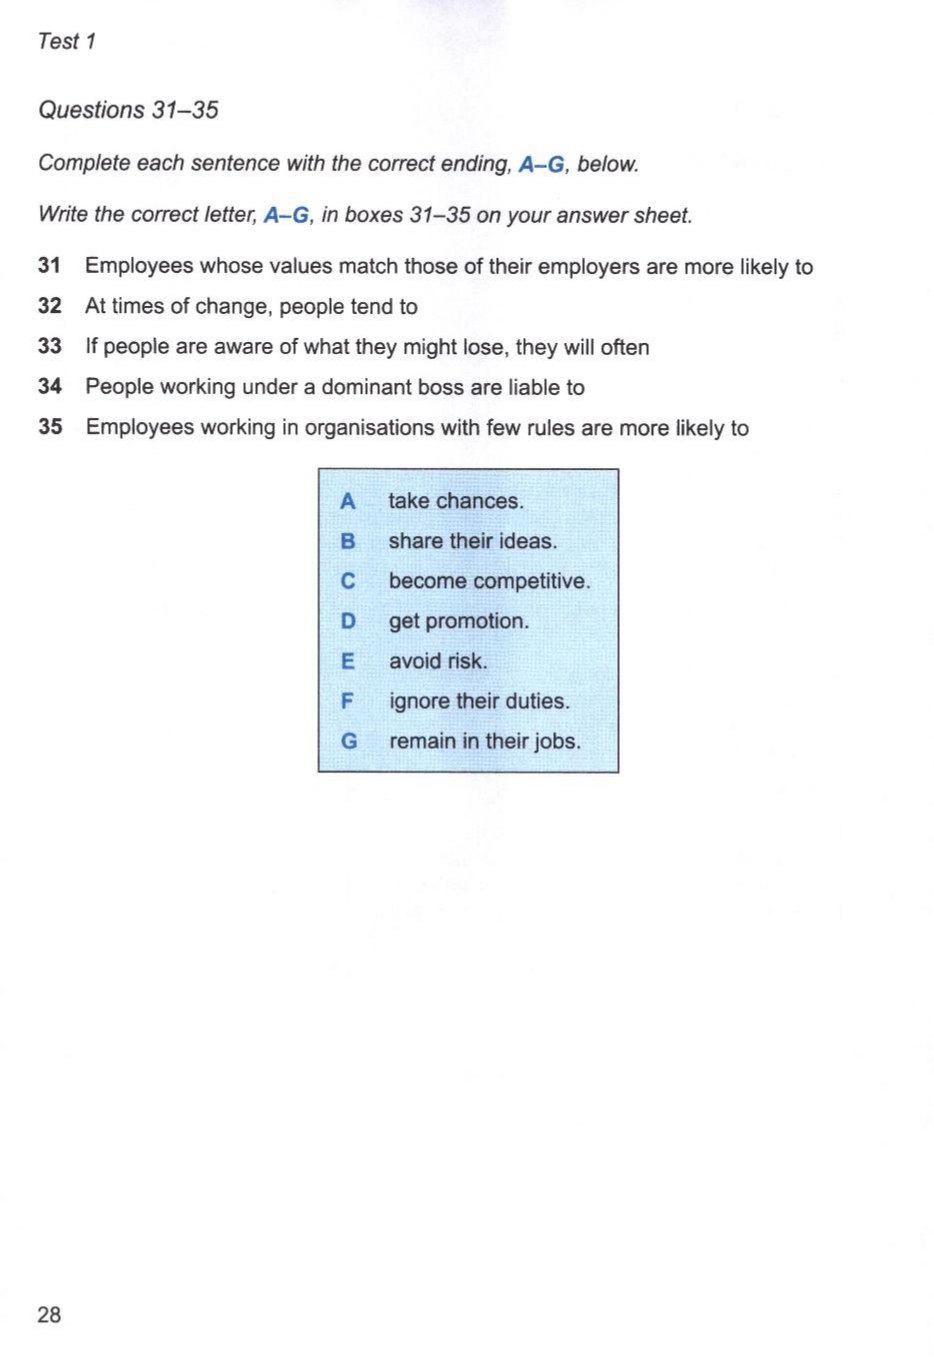 Test 1
Questions 31–35
Complete each sentence with the correct ending, A–G, below.
Write the correct letter, A–G, in boxes 31–35 on your answer sheet.
31 Employees whose values match those of their employers are more likely to
32 At times of change, people tend to
33 If people are aware of what they might lose, they will often
34 People working under a dominant boss are liable to
35 Employees working in organisations with few rules are more likely to
A take chances.
B share their ideas.
C become competitive.
D get promotion.
E avoid risk.
F ignore their duties.
G remain in their jobs.
28